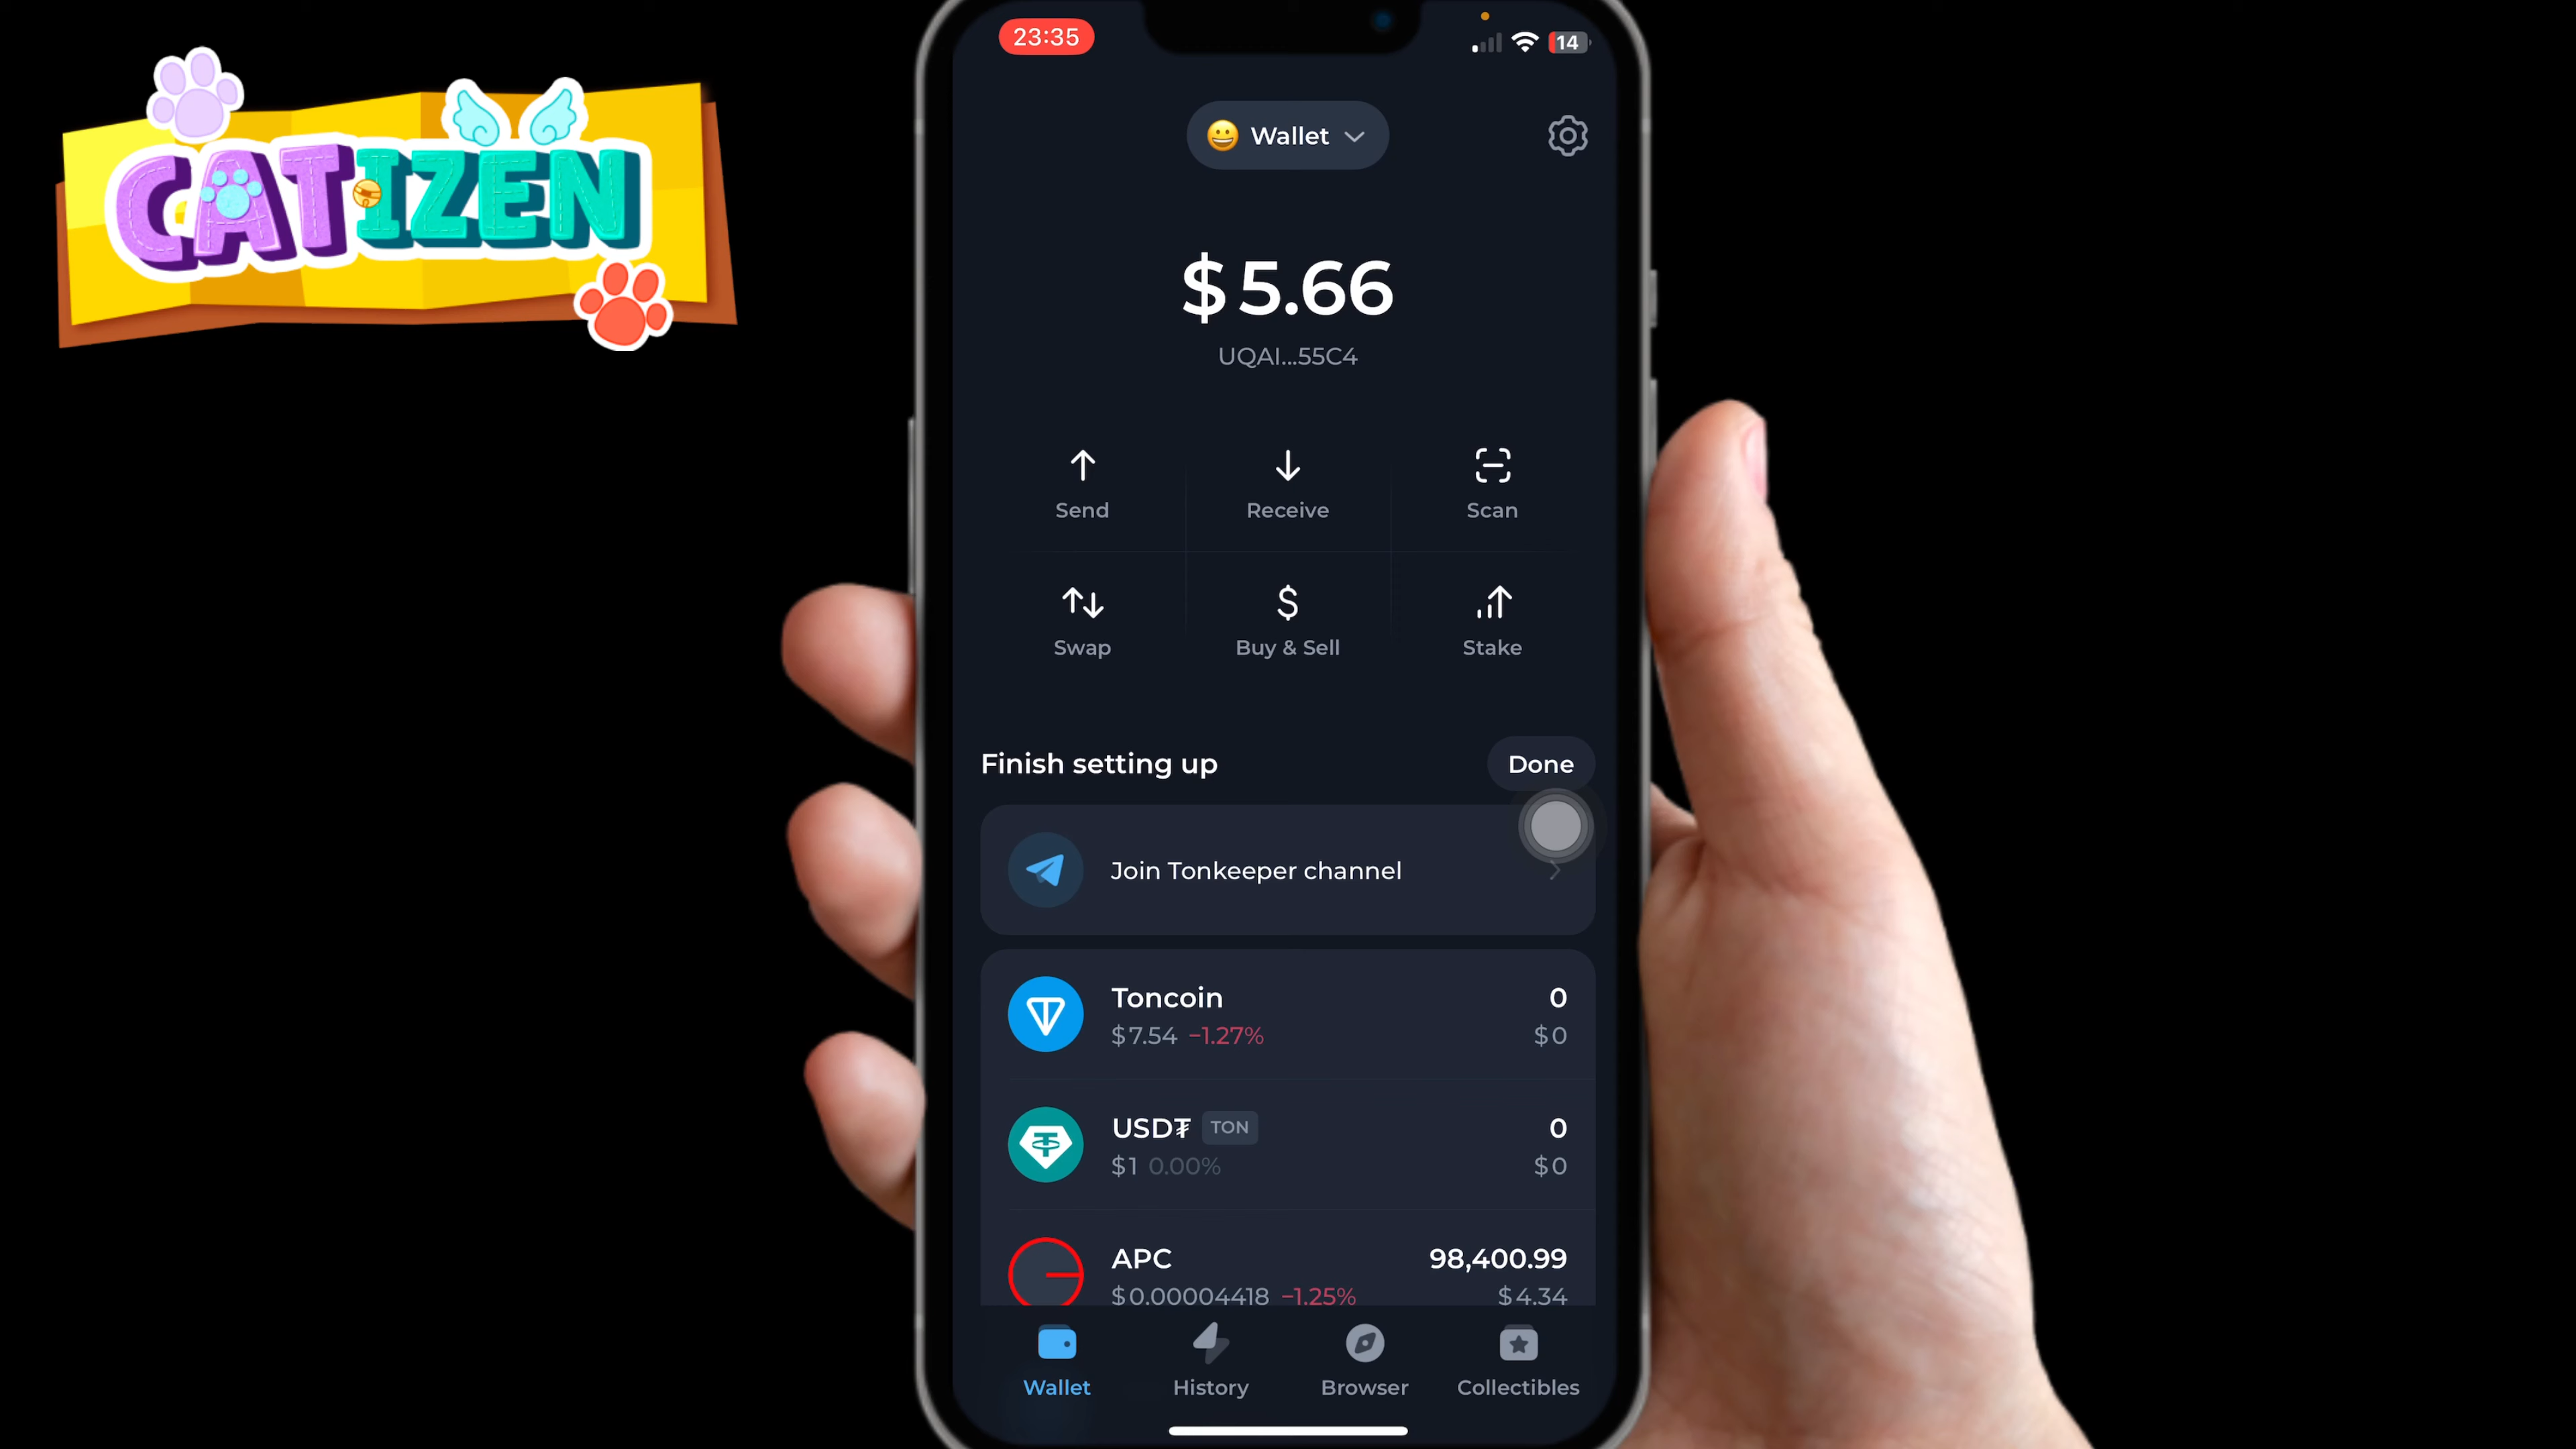 CATIZEN
23:35
14
😀 Wallet
$5.66
UQAI...55C4
Send
Receive
Scan
Swap
Buy & Sell
Stake
Finish setting up
Done
Join Tonkeeper channel
Toncoin
0
$7.54 −1.27%
$0
USD₮ TON
0
$1 0.00%
$0
APC
98,400.99
$0.00004418 −1.25%
$4.34
Wallet
History
Browser
Collectibles